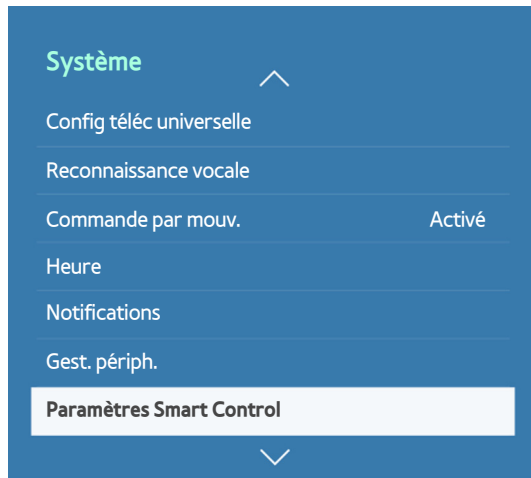 Système
Config téléc universelle
Reconnaissance vocale
Commande par mouv. Activé
Heure
Notifications
Gest. périph.
Paramètres Smart Control